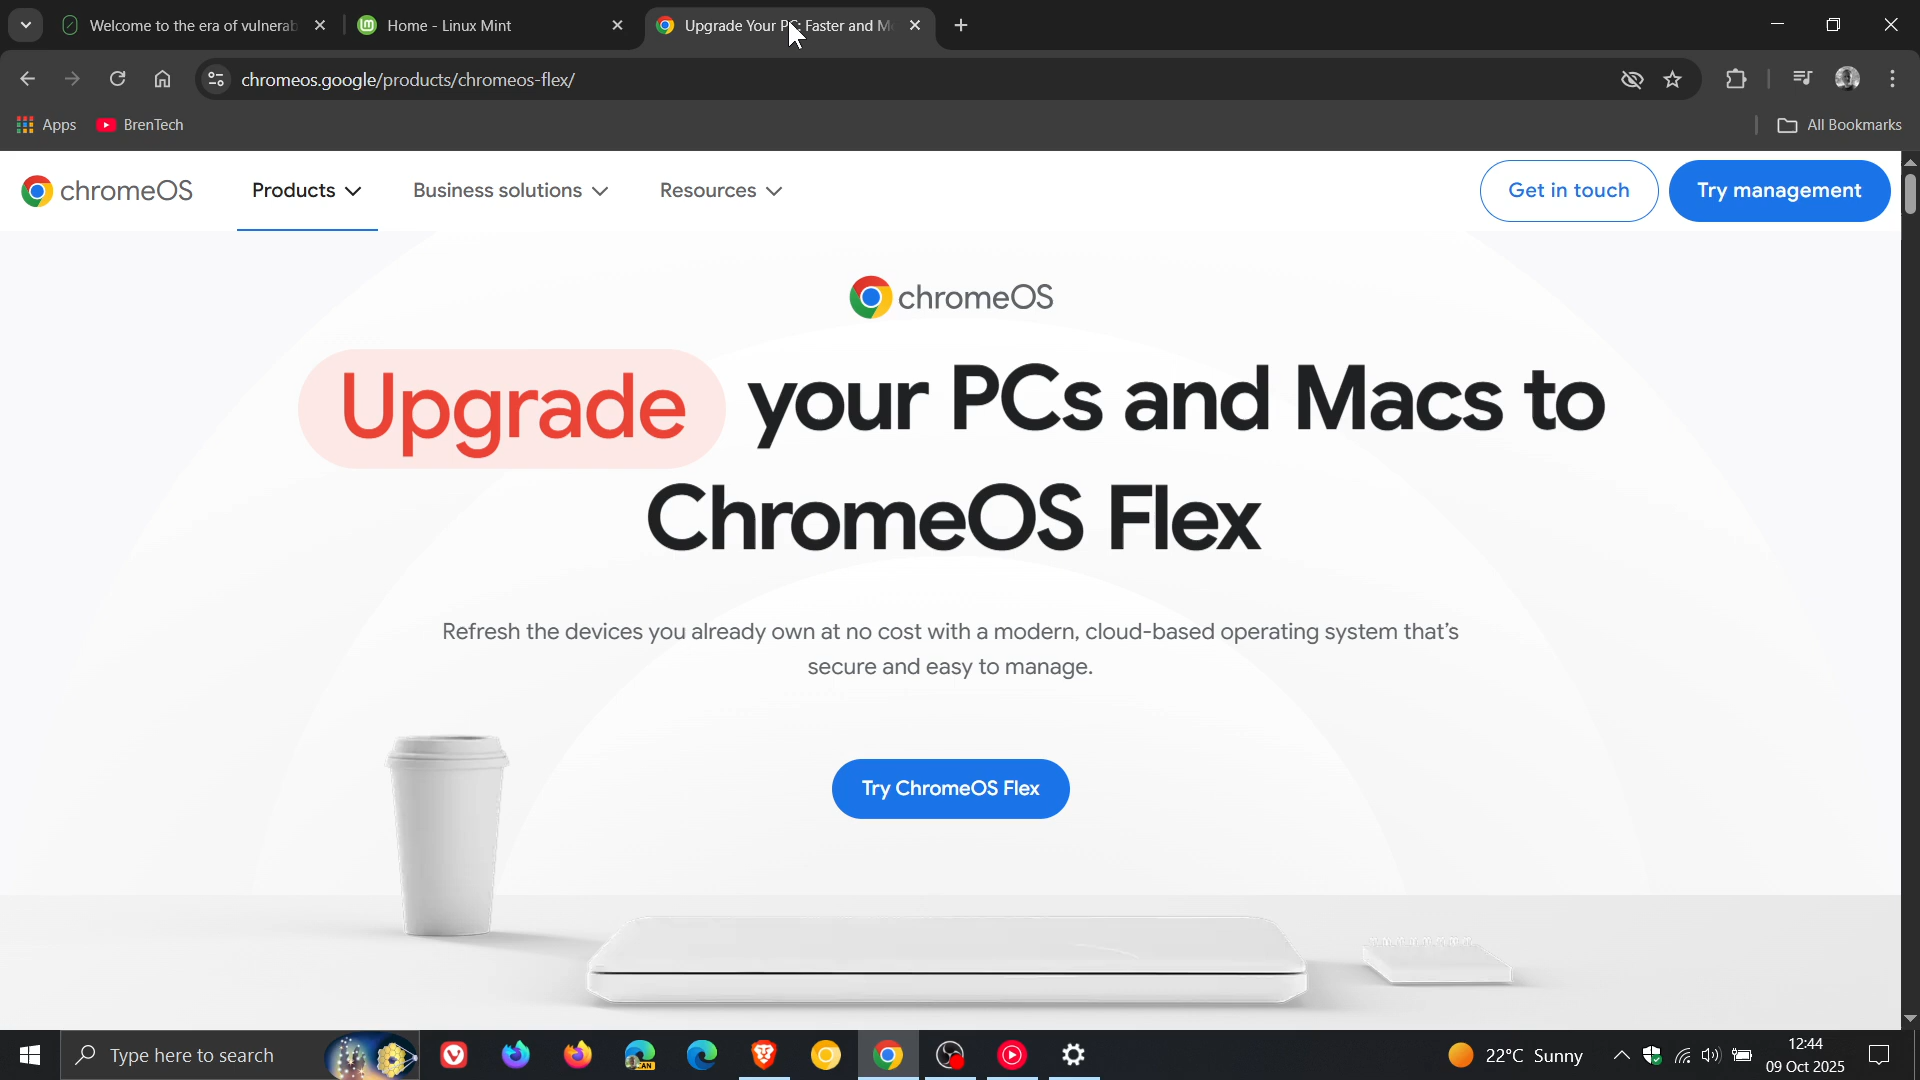 Welcome to the era of vulnerab
Home - Linux Mint
Upgrade Your PC: Faster and M
chromeos.google/products/chromeos-flex/
Apps
BrenTech
All Bookmarks
chromeOS
Products
Business solutions
Resources
Get in touch
Try management
chromeOS
Upgrade your PCs and Macs to
ChromeOS Flex
Refresh the devices you already own at no cost with a modern, cloud-based operating system that's
secure and easy to manage.
Try ChromeOS Flex
Type here to search
CAN
22°C Sunny
12:44
09 Oct 2025